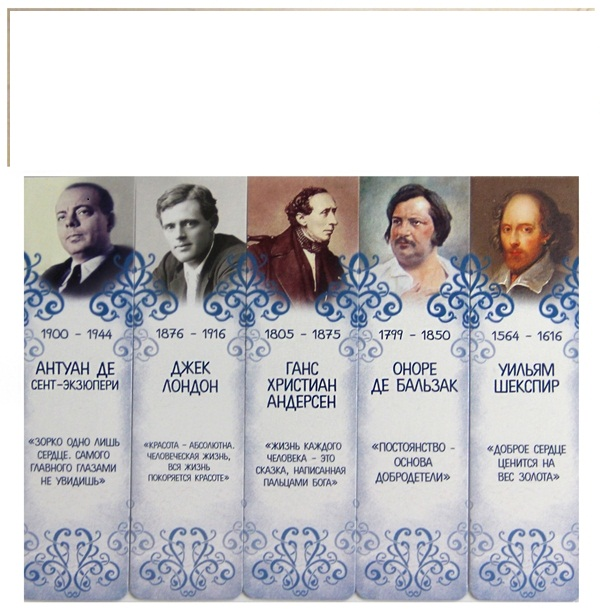 1900 - 1944
АНТУАН ДЕ
СЕНТ-ЭКЗЮПЕРИ
«ЗОРКО ОДНО ЛИШЬ
СЕРДЦЕ. САМОГО
ГЛАВНОГО ГЛАЗАМИ
НЕ УВИДИШЬ»
1876 - 1916
ДЖЕК
ЛОНДОН
«КРАСОТА - АБСОЛЮТНА.
ЧЕЛОВЕЧЕСКАЯ ЖИЗНЬ,
ВСЯ ЖИЗНЬ
ПОКОРЯЕТСЯ КРАСОТЕ»
1805 - 1875
ГАНС
ХРИСТИАН
АНДЕРСЕН
«ЖИЗНЬ КАЖДОГО
ЧЕЛОВЕКА - ЭТО
СКАЗКА, НАПИСАННАЯ
ПАЛЬЦАМИ БОГА»
1799 - 1850
ОНОРЕ
ДЕ БАЛЬЗАК
«ПОСТОЯНСТВО -
ОСНОВА
ДОБРОДЕТЕЛИ»
1564 - 1616
УИЛЬЯМ
ШЕКСПИР
«ДОБРОЕ СЕРДЦЕ
ЦЕНИТСЯ НА
ВЕС ЗОЛОТА»